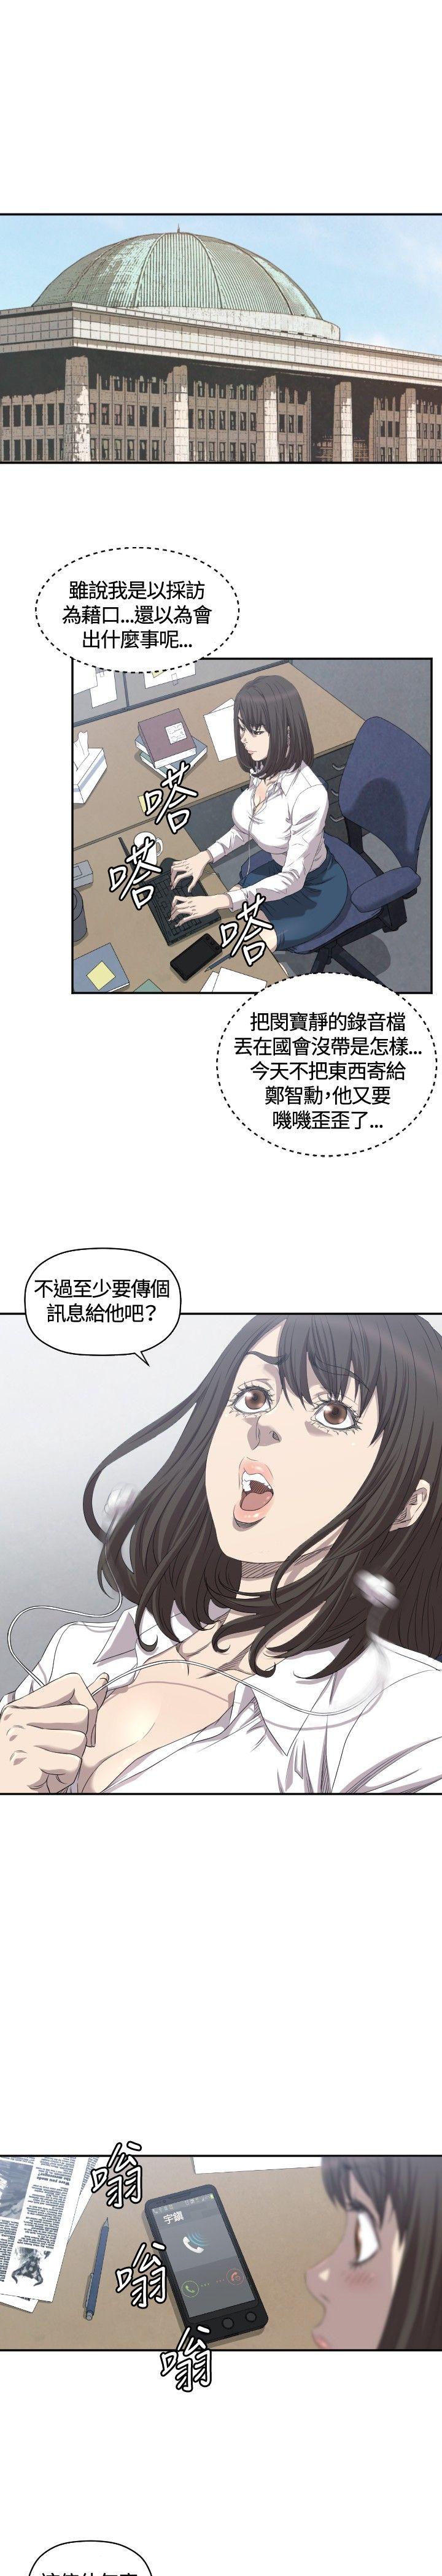 雖說我是以採訪
為藉口...還以為會
出什麼事呢...
嗒
嗒
嗒
把閔寶靜的錄音檔
丟在國會沒帶是怎樣...
今天不把東西寄給
鄭智勳，他又要
嘰嘰歪歪了...
不過至少要傳個
訊息給他吧？
嗡
宇鎮
嗡
嗡